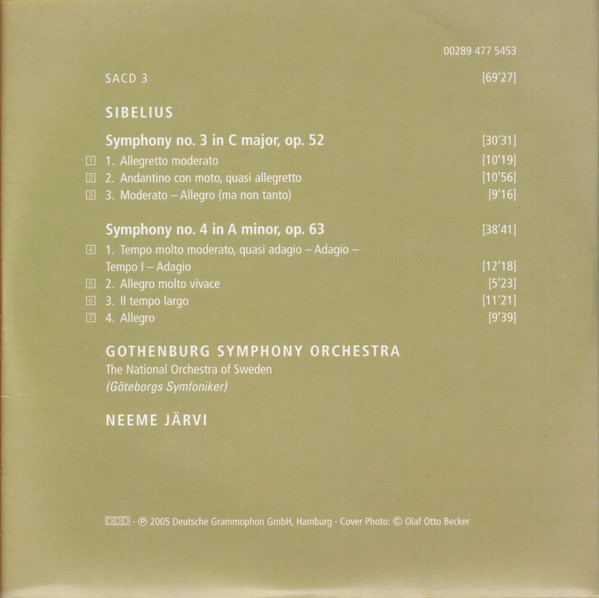 00289 477 5453
SACD 3 [69'27]
SIBELIUS
Symphony no. 3 in C major, op. 52 [30'31]
1 1. Allegretto moderato [10'19]
2 2. Andantino con moto, quasi allegretto [10'56]
3 3. Moderato – Allegro (ma non tanto) [9'16]
Symphony no. 4 in A minor, op. 63 [38'41]
4 1. Tempo molto moderato, quasi adagio – Adagio –
Tempo I – Adagio [12'18]
5 2. Allegro molto vivace [5'23]
6 3. Il tempo largo [11'21]
7 4. Allegro [9'39]
GOTHENBURG SYMPHONY ORCHESTRA
The National Orchestra of Sweden
(Göteborgs Symfoniker)
NEEME JÄRVI
DDD · ℗ 2005 Deutsche Grammophon GmbH, Hamburg · Cover Photo: © Olaf Otto Becker